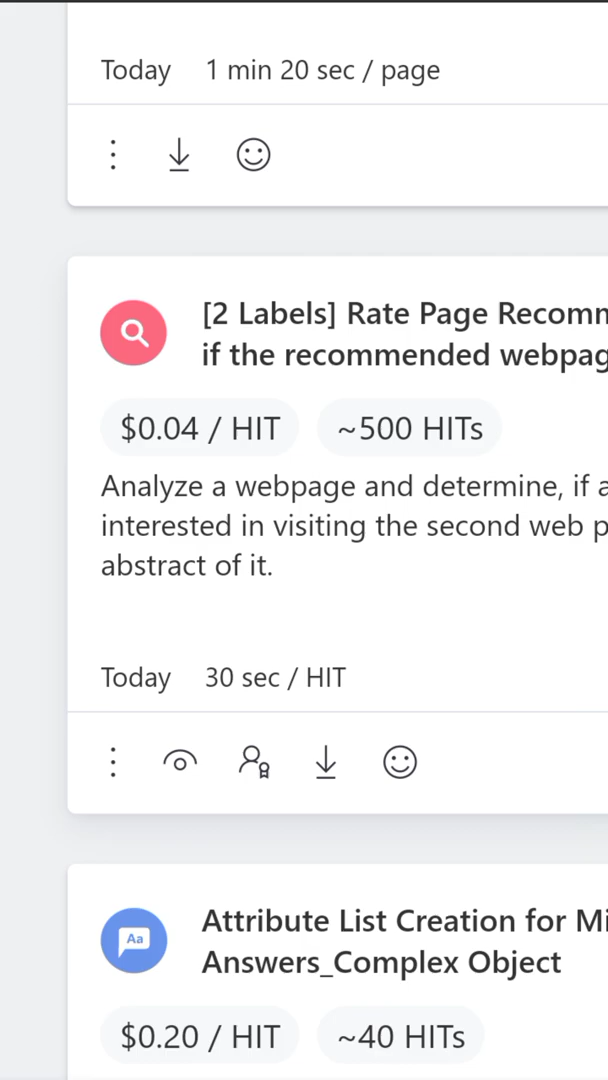 Today 1 min 20 sec / page
[2 Labels] Rate Page Recomm
if the recommended webpag
$0.04 / HIT ~500 HITs
Analyze a webpage and determine, if a
interested in visiting the second web p
abstract of it.
Today 30 sec / HIT
Aa
Attribute List Creation for Mi
Answers_Complex Object
$0.20 / HIT ~40 HITs